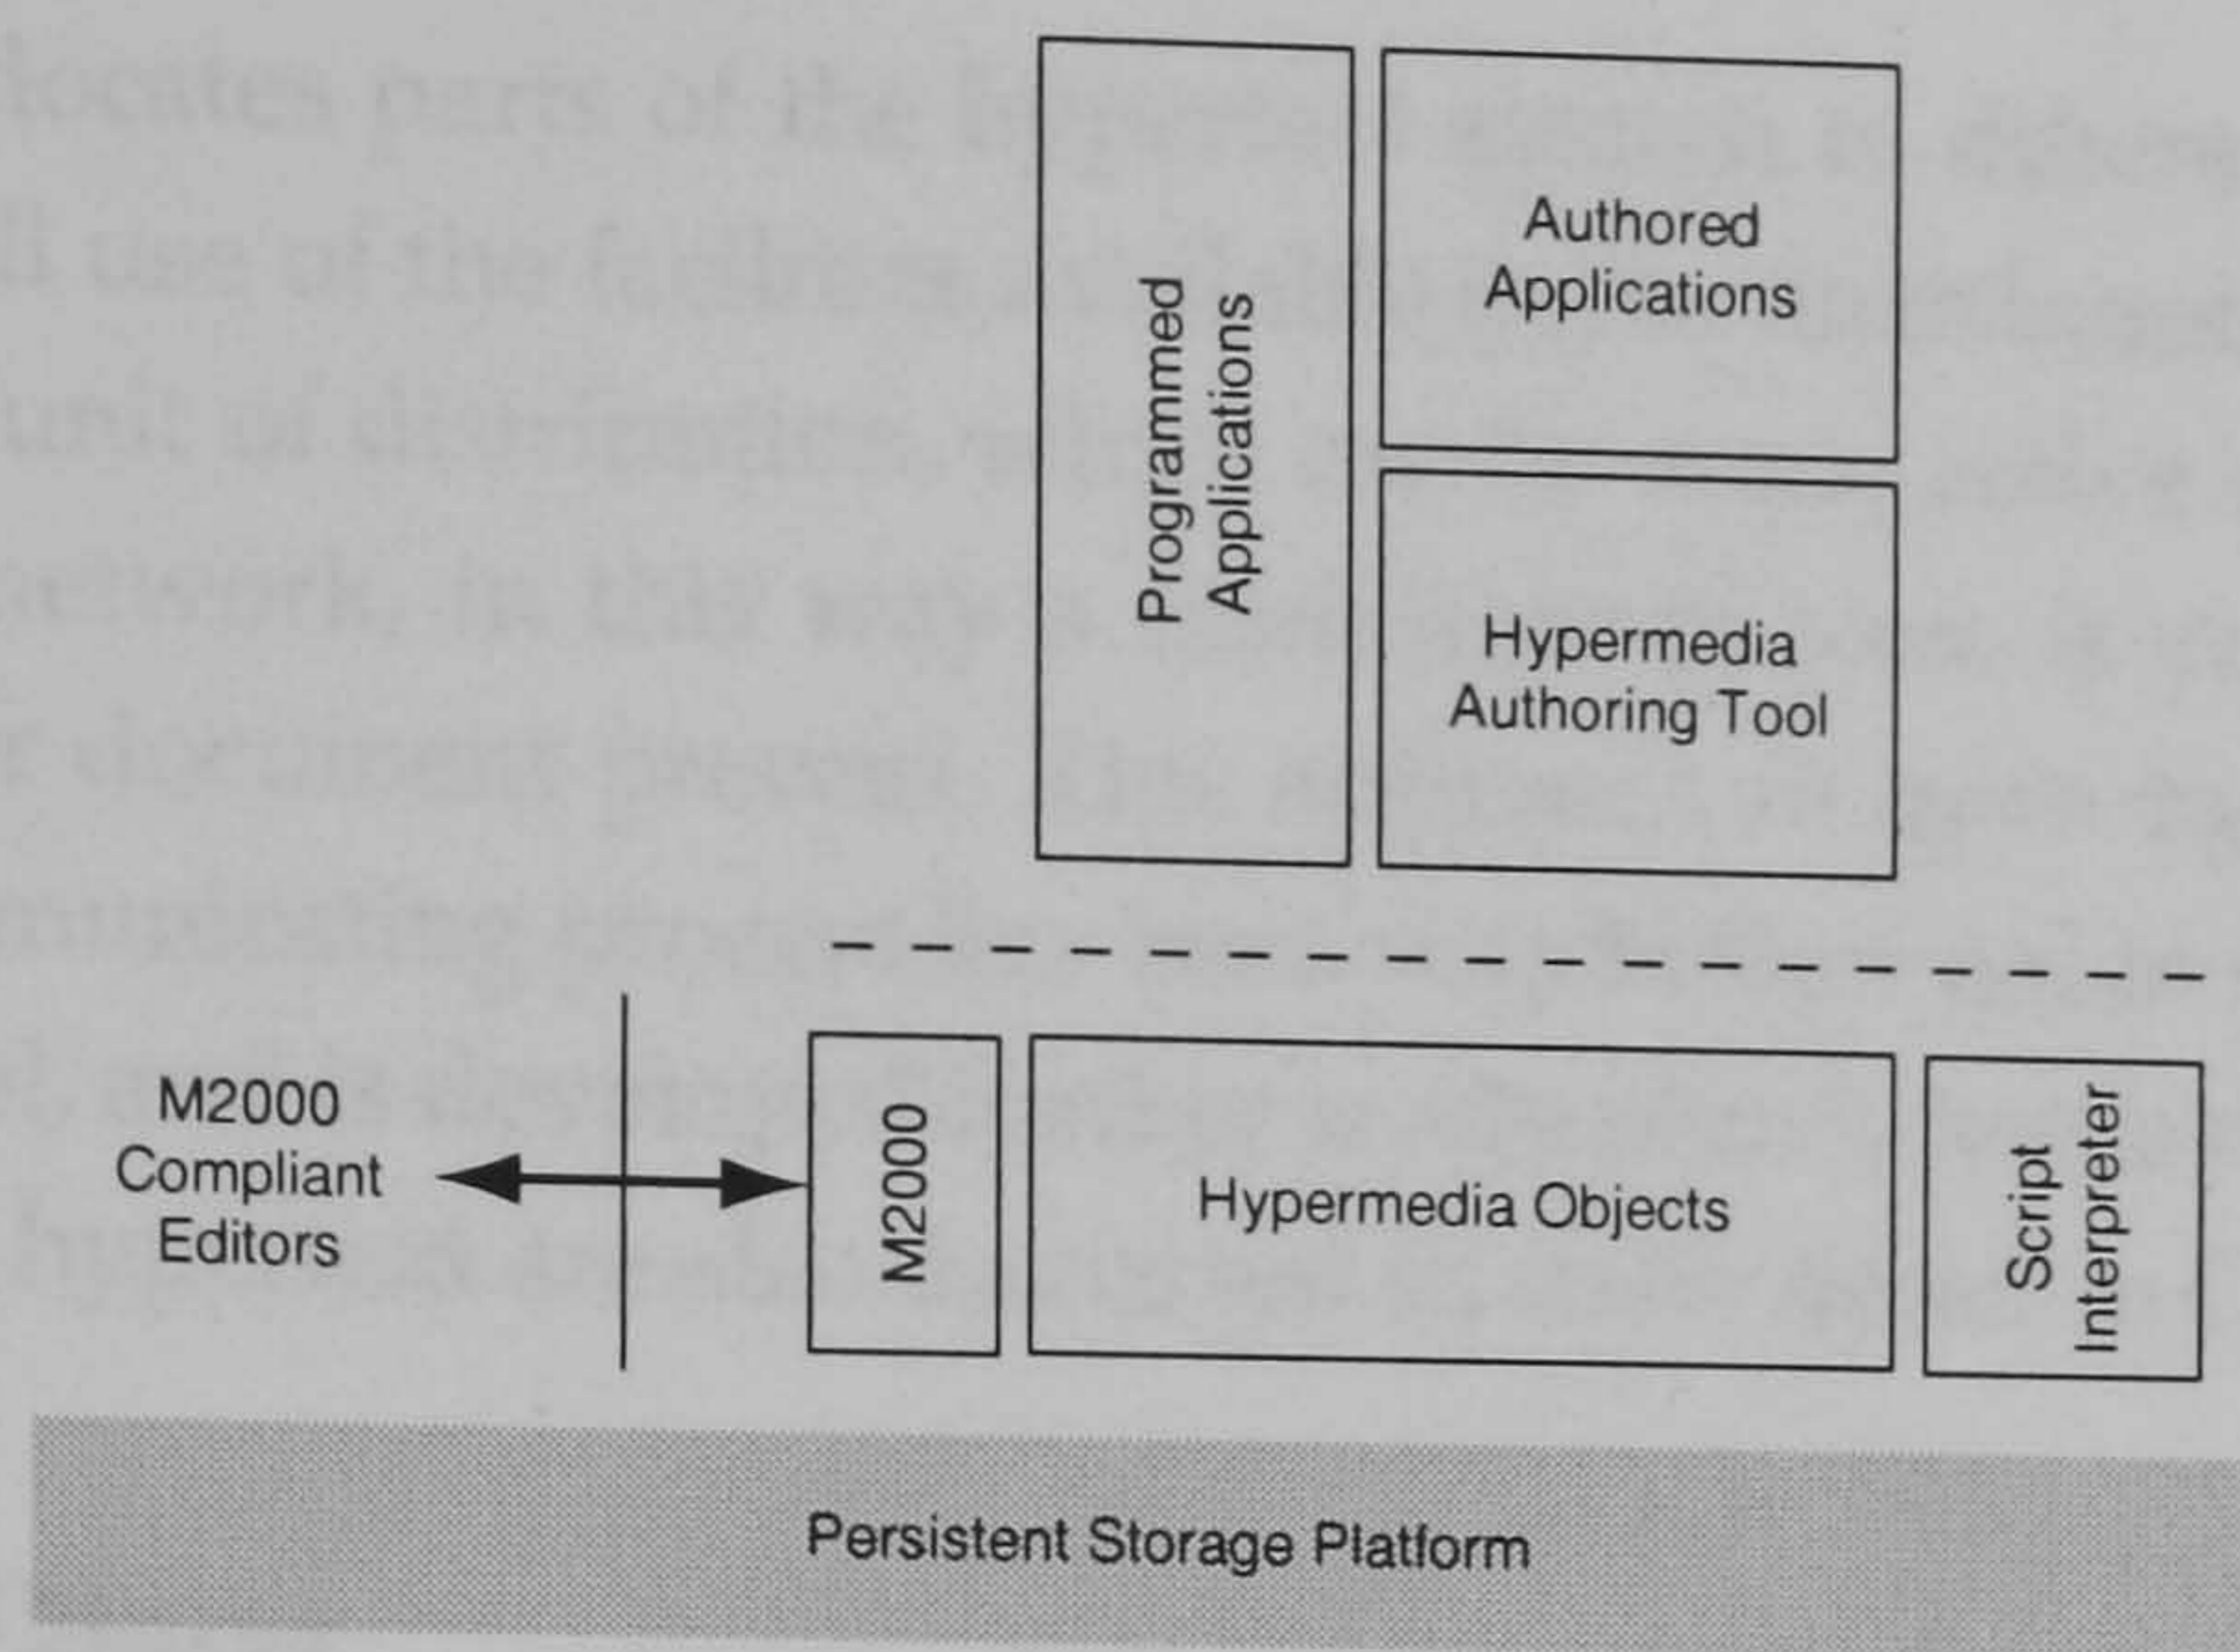 Programmed
Applications
Authored
Applications
Hypermedia
Authoring Tool
M2000
Compliant
Editors
M2000
Hypermedia Objects
Script
Interpreter
Persistent Storage Platform